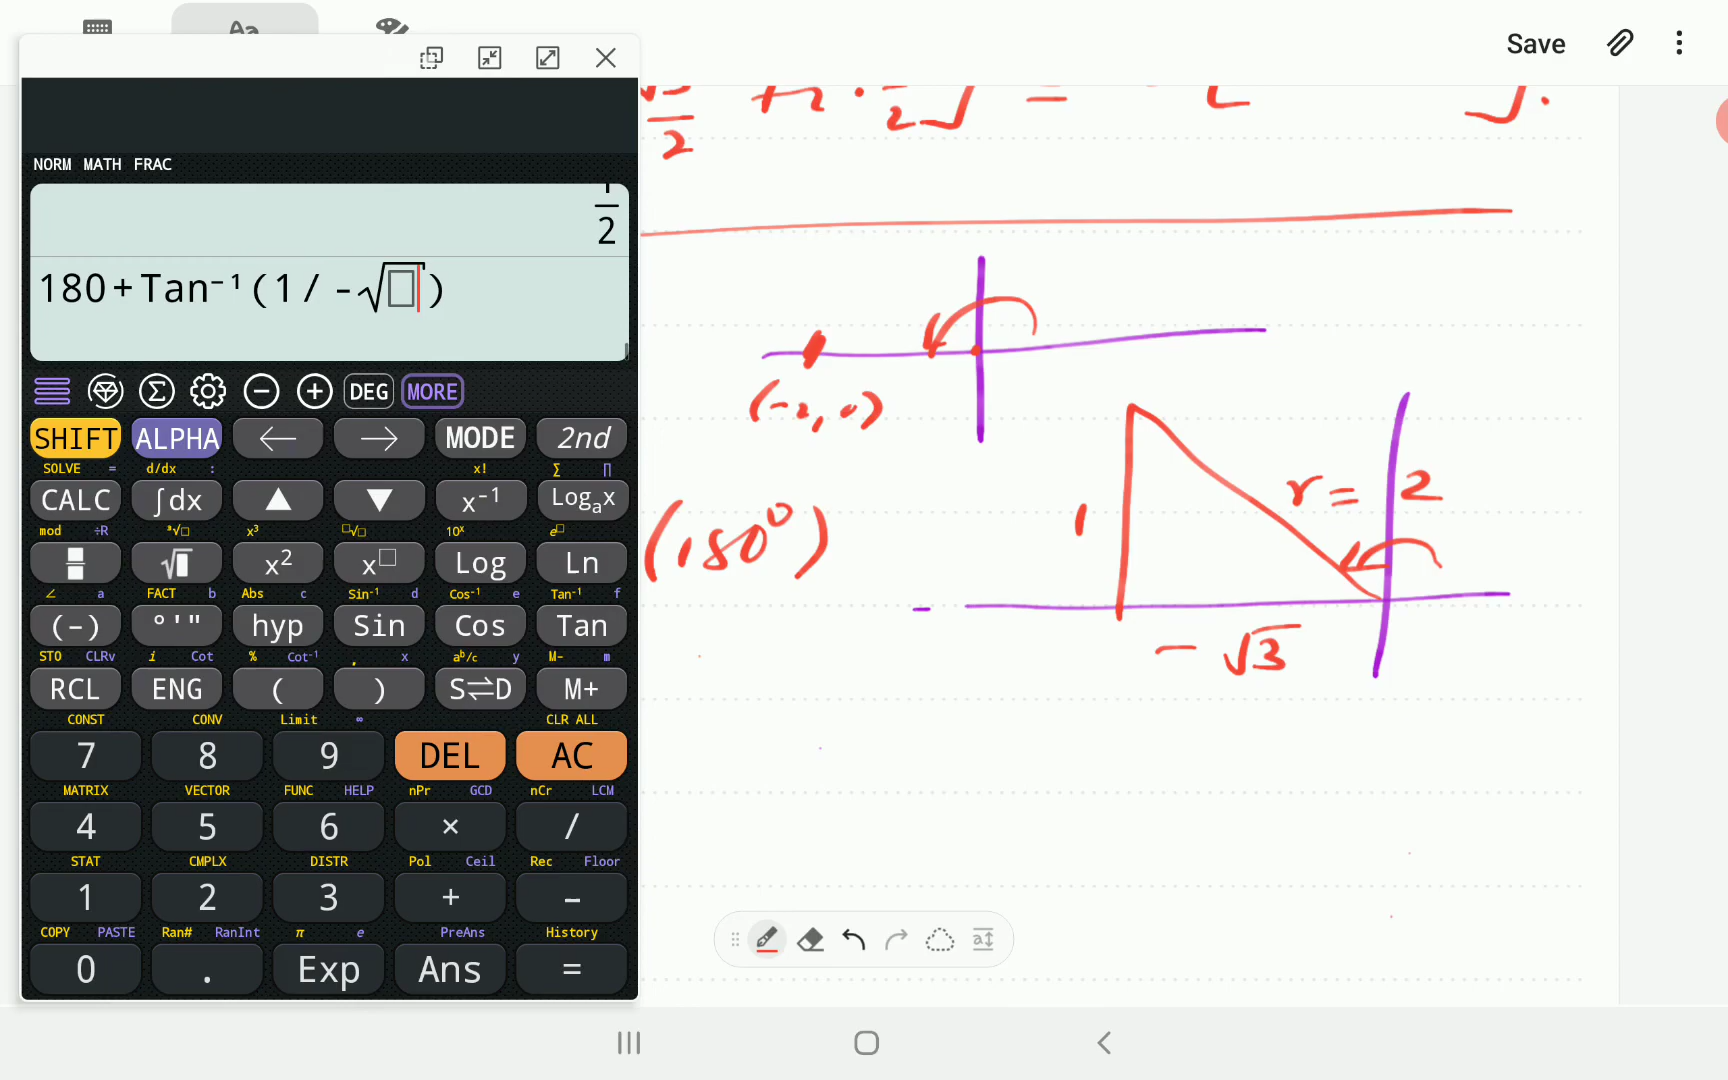 Save
NORM MATH FRAC
1/2
180+Tan⁻¹(1/-√□)
DEG MORE
SHIFT ALPHA ← → MODE 2nd
SOLVE = d/dx : x! Σ Π
CALC ∫dx ▲ ▼ x⁻¹ Logₐx
mod ÷R ³√□ x³ □√□ 10ˣ e□
√ x² x□ Log Ln
∠ a FACT b Abs c Sin⁻¹ d Cos⁻¹ e Tan⁻¹ f
(-) °'" hyp Sin Cos Tan
STO CLRv i Cot % Cot⁻¹ , x aᵇ/c y M- m
RCL ENG ( ) S⇌D M+
CONST CONV Limit ∞ CLR ALL
7 8 9 DEL AC
MATRIX VECTOR FUNC HELP nPr GCD nCr LCM
4 5 6 × /
STAT CMPLX DISTR Pol Ceil Rec Floor
1 2 3 + -
COPY PASTE Ran# RanInt π e PreAns History
0 . Exp Ans =
(-2, 0)
(180°)
1
r = 2
- √3